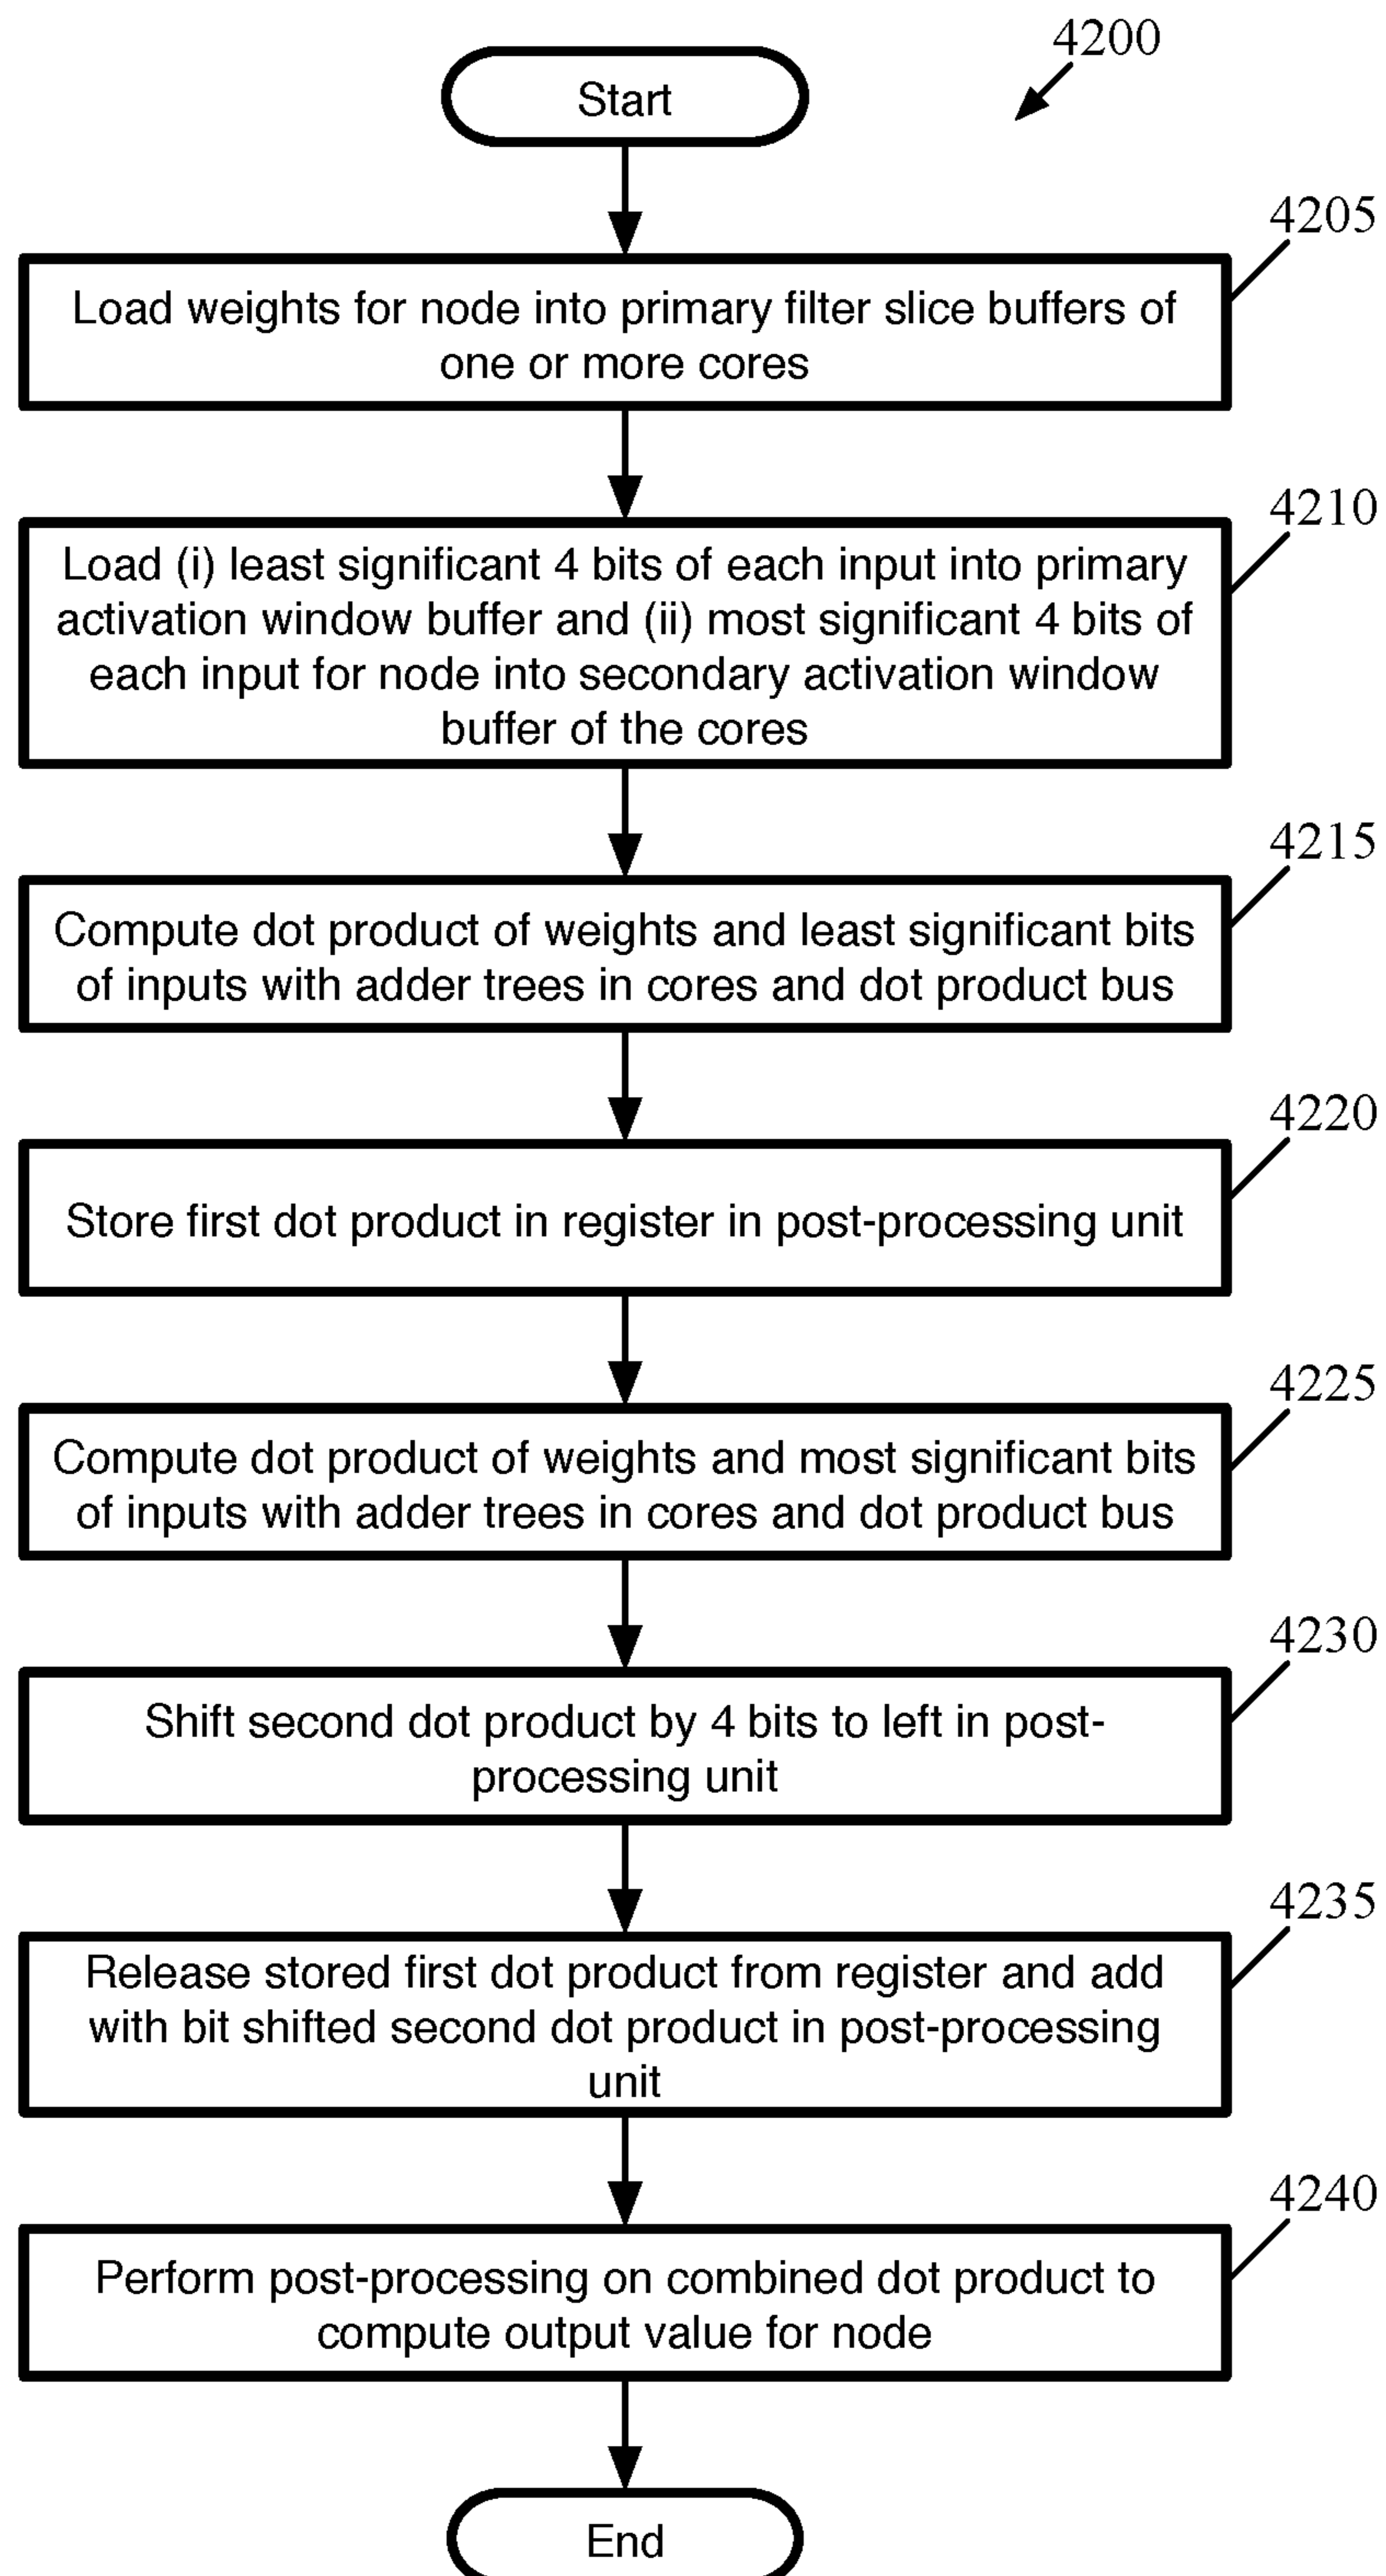 4200
Start
4205
Load weights for node into primary filter slice buffers of
one or more cores
4210
Load (i) least significant 4 bits of each input into primary
activation window buffer and (ii) most significant 4 bits of
each input for node into secondary activation window
buffer of the cores
4215
Compute dot product of weights and least significant bits
of inputs with adder trees in cores and dot product bus
4220
Store first dot product in register in post-processing unit
4225
Compute dot product of weights and most significant bits
of inputs with adder trees in cores and dot product bus
4230
Shift second dot product by 4 bits to left in post-
processing unit
4235
Release stored first dot product from register and add
with bit shifted second dot product in post-processing
unit
4240
Perform post-processing on combined dot product to
compute output value for node
End